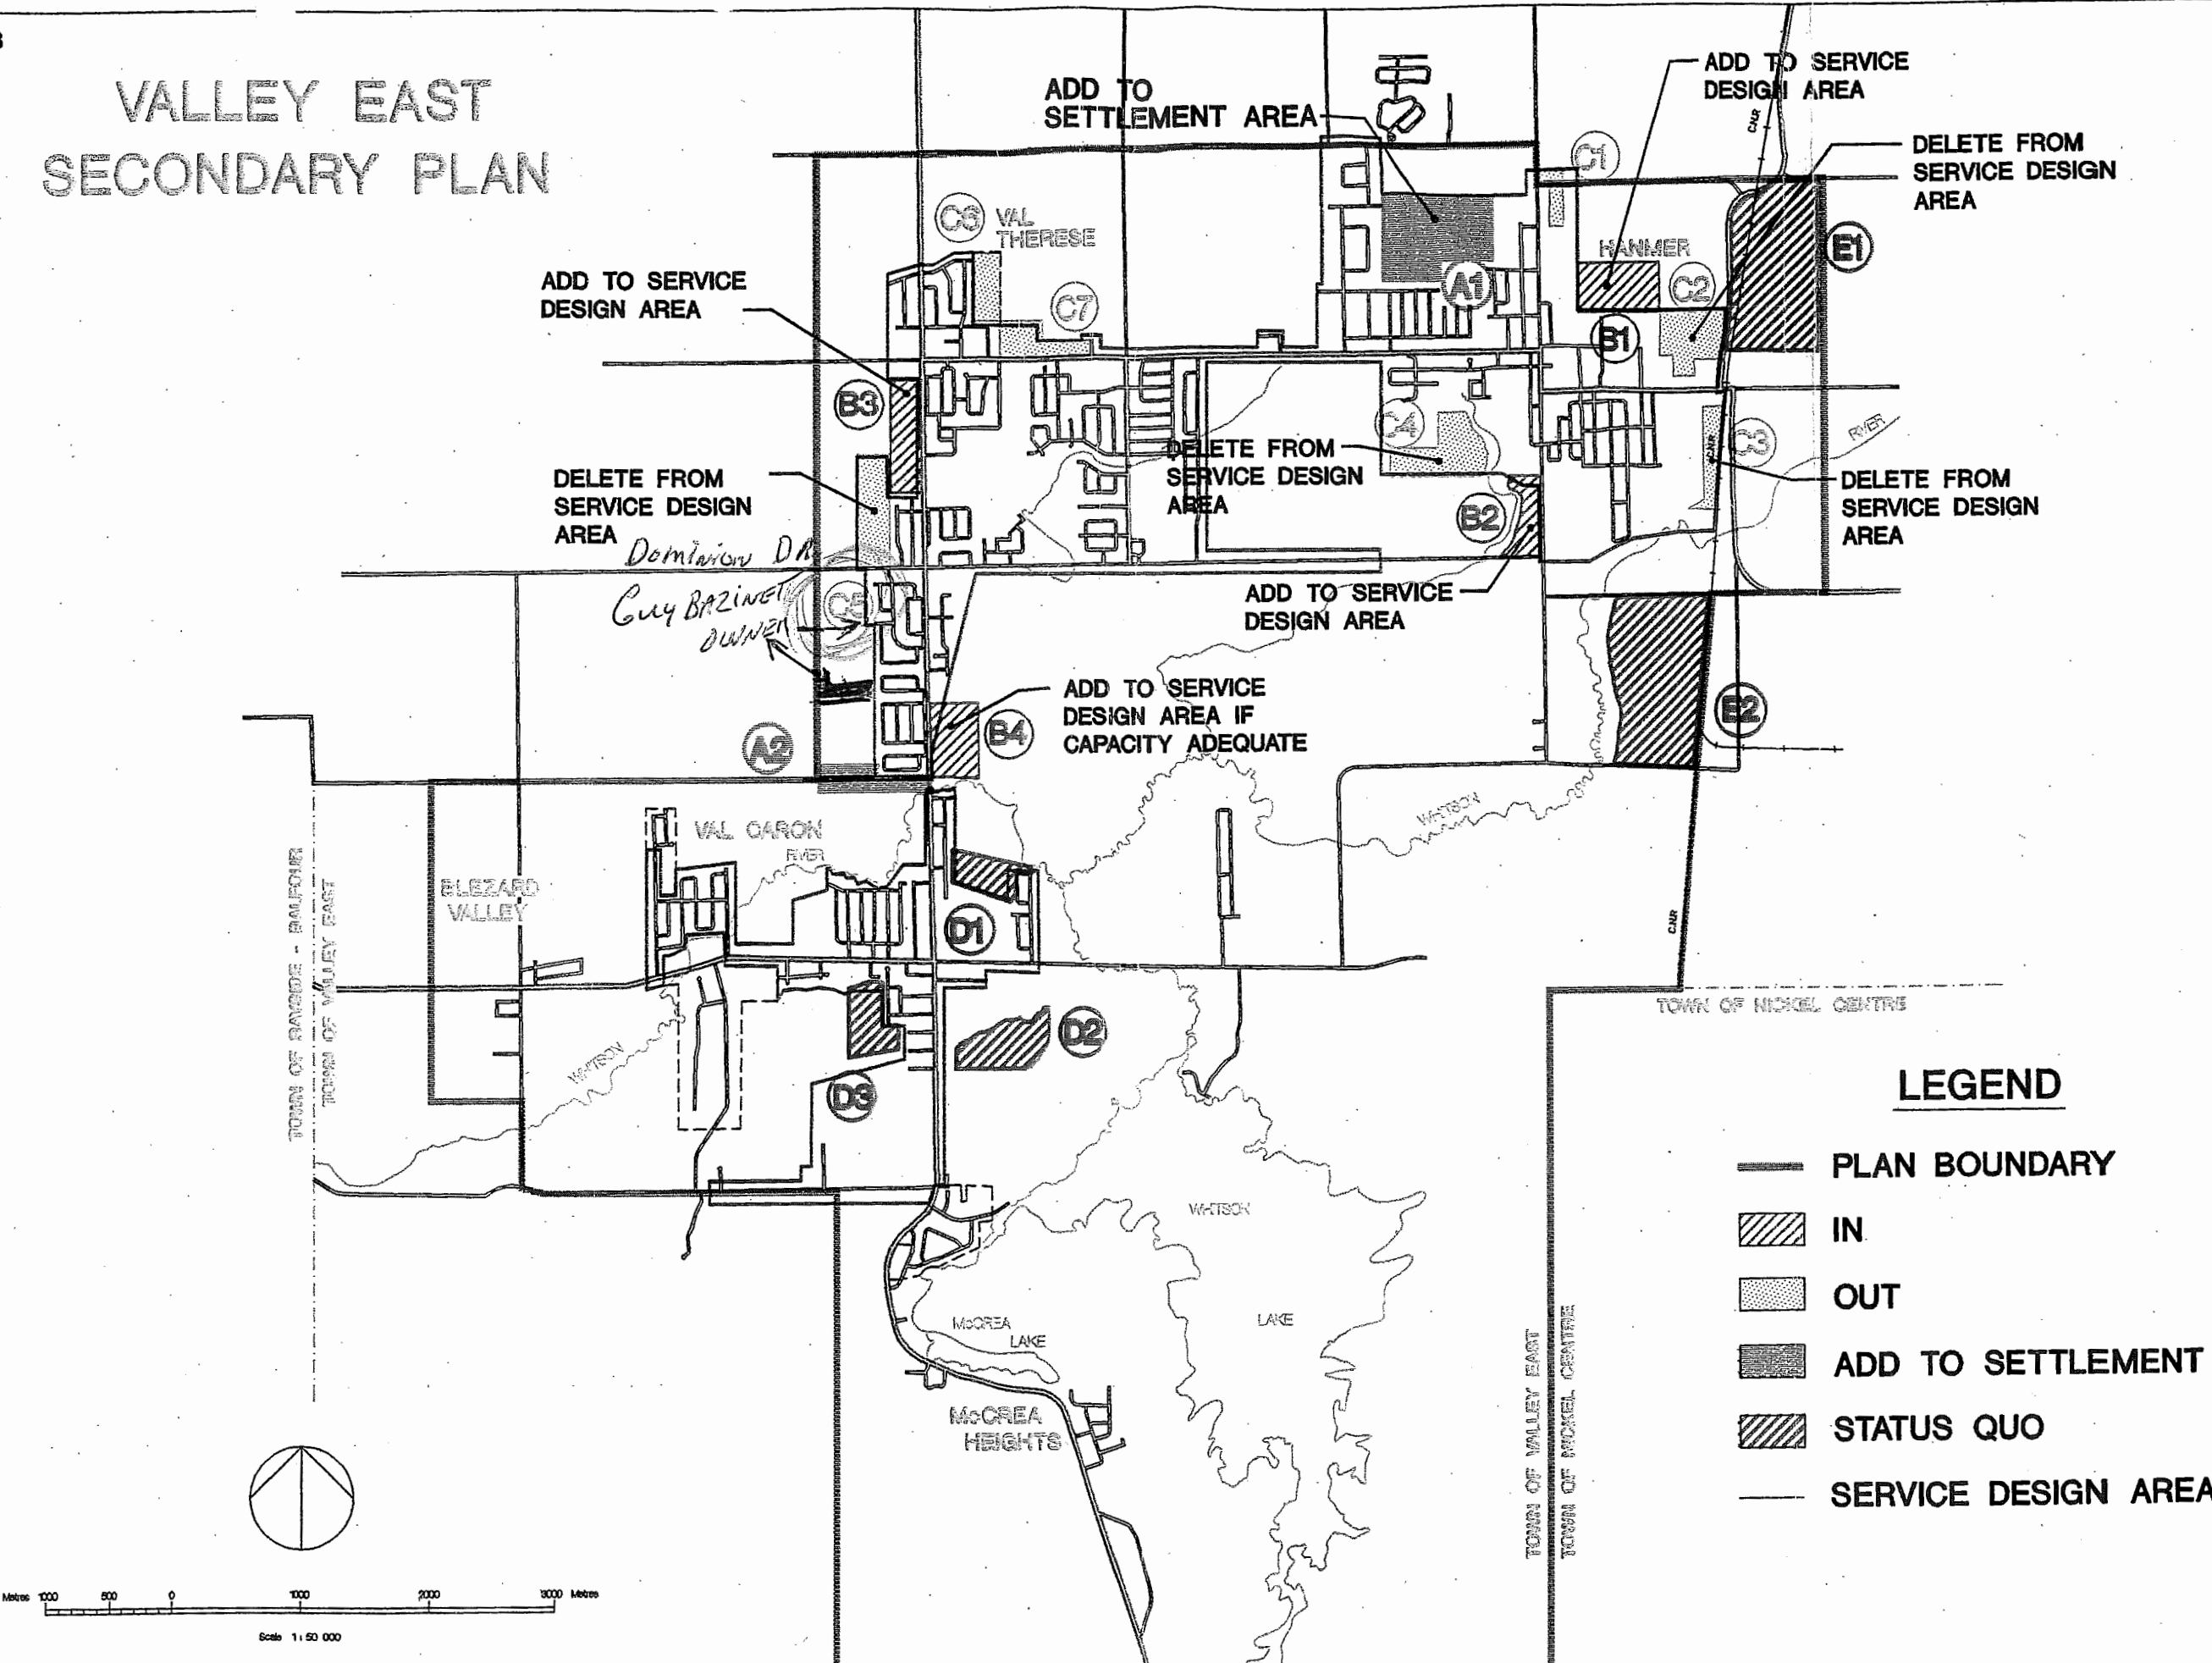 VALLEY EAST
SECONDARY PLAN
ADD TO
SETTLEMENT AREA
ADD TO SERVICE
DESIGN AREA
C.N.R
DELETE FROM
SERVICE DESIGN
AREA
C1
C6
VAL
THERESE
HANMER
E1
ADD TO SERVICE
DESIGN AREA
C7
A1
C2
B1
B3
C4
DELETE FROM
SERVICE DESIGN
AREA
C3
C.N.R
RIVER
DELETE FROM
SERVICE DESIGN
AREA
DELETE FROM
SERVICE DESIGN
AREA
B2
Dominion DR
Guy BAZINET
OWNER
C5
ADD TO SERVICE
DESIGN AREA
ADD TO SERVICE
DESIGN AREA IF
CAPACITY ADEQUATE
A2
B4
E2
WHITSON
VAL CARON
RIVER
BLEZARD
VALLEY
D1
C.N.R
TOWN OF VALLEY EAST
TOWN OF NICKEL CENTRE
WHITSON
D2
D3
LEGEND
PLAN BOUNDARY
IN
OUT
ADD TO SETTLEMENT
STATUS QUO
SERVICE DESIGN AREA
WHITSON
LAKE
McCREA
LAKE
McCREA
HEIGHTS
TOWN OF VALLEY EAST
TOWN OF NICKEL CENTRE
Metres 1000 500 0 1000 2000 3000 Metres
Scale 1:50 000